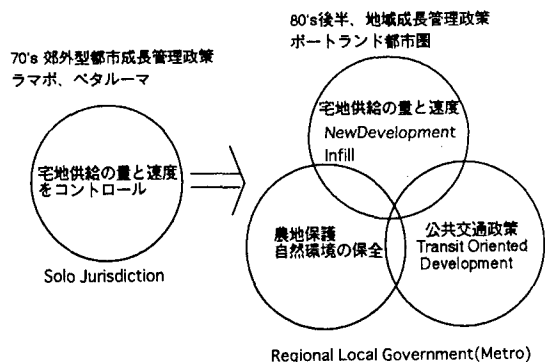 70's 郊外型都市成長管理政策
ラマポ、ペタルーマ
宅地供給の量と速度
をコントロール
Solo Jurisdiction
80's後半、地域成長管理政策
ポートランド都市圏
宅地供給の量と速度
NewDevelopment
Infill
農地保護
自然環境の保全
公共交通政策
Transit Oriented
Development
Regional Local Government(Metro)